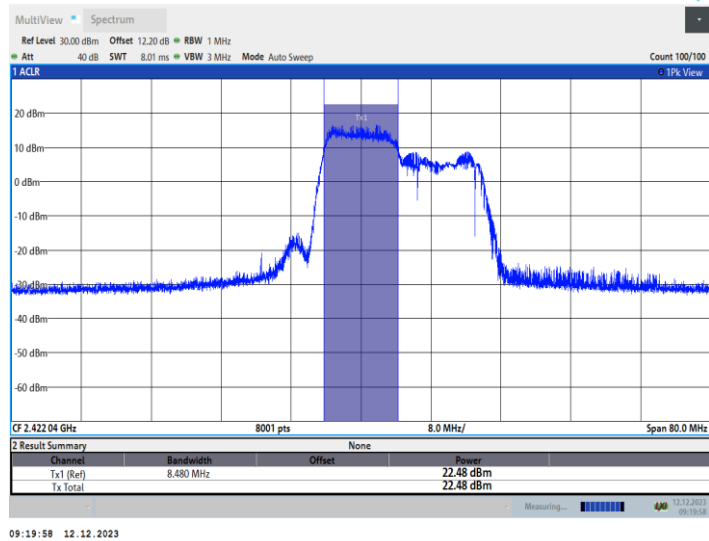 MultiView Spectrum
Ref Level 30.00 dBm Offset 12.20 dB RBW 1 MHz
Att 40 dB SWT 8.01 ms VBW 3 MHz Mode Auto Sweep Count 100/100
1 ACLR 1Pk View
Tx1
20 dBm
10 dBm
0 dBm
-10 dBm
-20 dBm
-30 dBm
-40 dBm
-50 dBm
-60 dBm
CF 2.422 04 GHz 8001 pts 8.0 MHz/ Span 80.0 MHz
2 Result Summary None
Channel Bandwidth Offset Power
Tx1 (Ref) 8.480 MHz 22.48 dBm
Tx Total 22.48 dBm
Measuring... 12.12.2023
09:19:58
09:19:58 12.12.2023